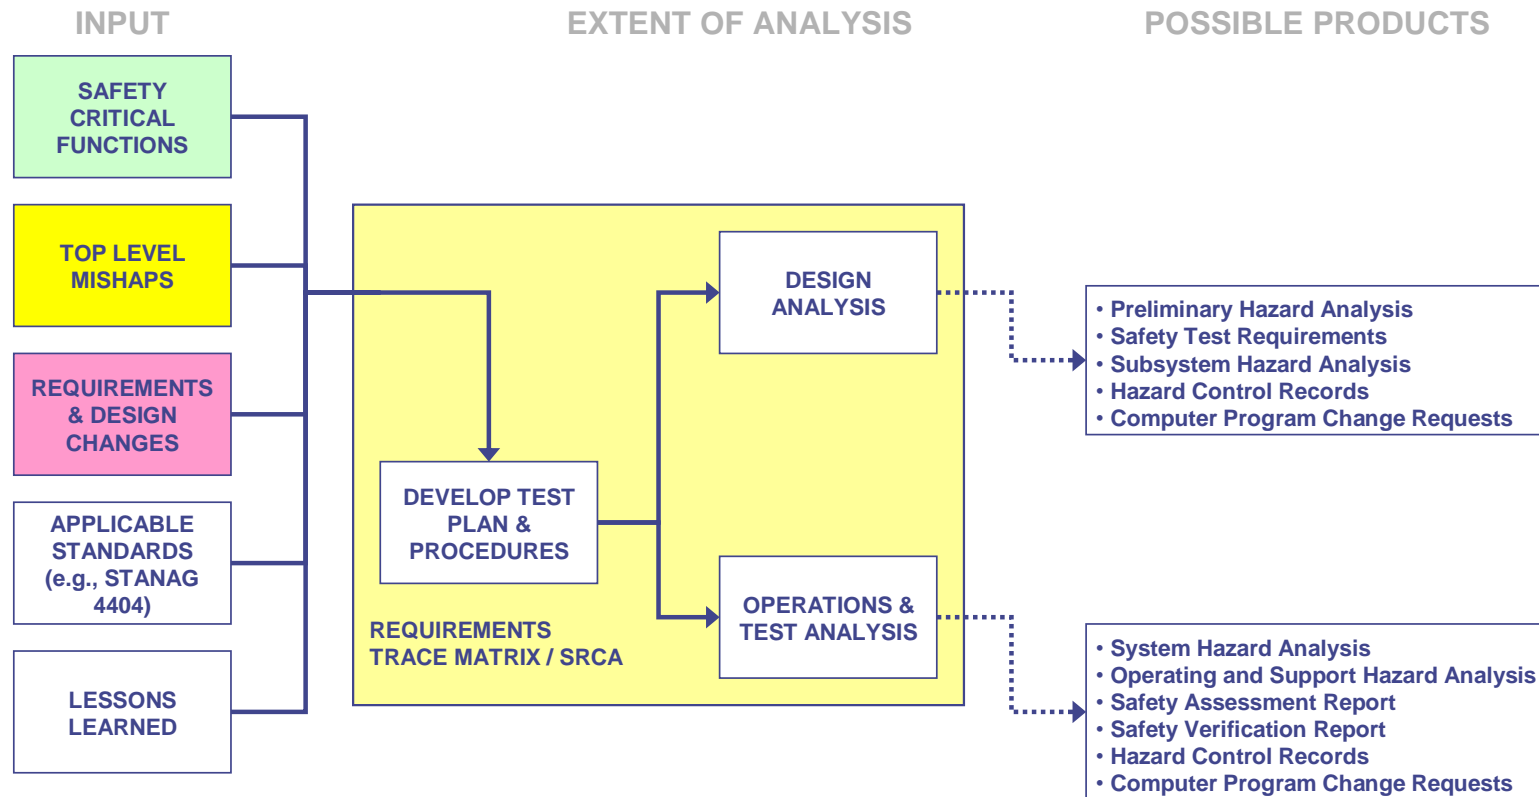 INPUT
EXTENT OF ANALYSIS
POSSIBLE PRODUCTS
SAFETY
CRITICAL
FUNCTIONS
TOP LEVEL
MISHAPS
REQUIREMENTS
& DESIGN
CHANGES
APPLICABLE
STANDARDS
(e.g., STANAG
4404)
LESSONS
LEARNED
DEVELOP TEST
PLAN &
PROCEDURES
REQUIREMENTS
TRACE MATRIX / SRCA
DESIGN
ANALYSIS
OPERATIONS &
TEST ANALYSIS
• Preliminary Hazard Analysis
• Safety Test Requirements
• Subsystem Hazard Analysis
• Hazard Control Records
• Computer Program Change Requests
• System Hazard Analysis
• Operating and Support Hazard Analysis
• Safety Assessment Report
• Safety Verification Report
• Hazard Control Records
• Computer Program Change Requests